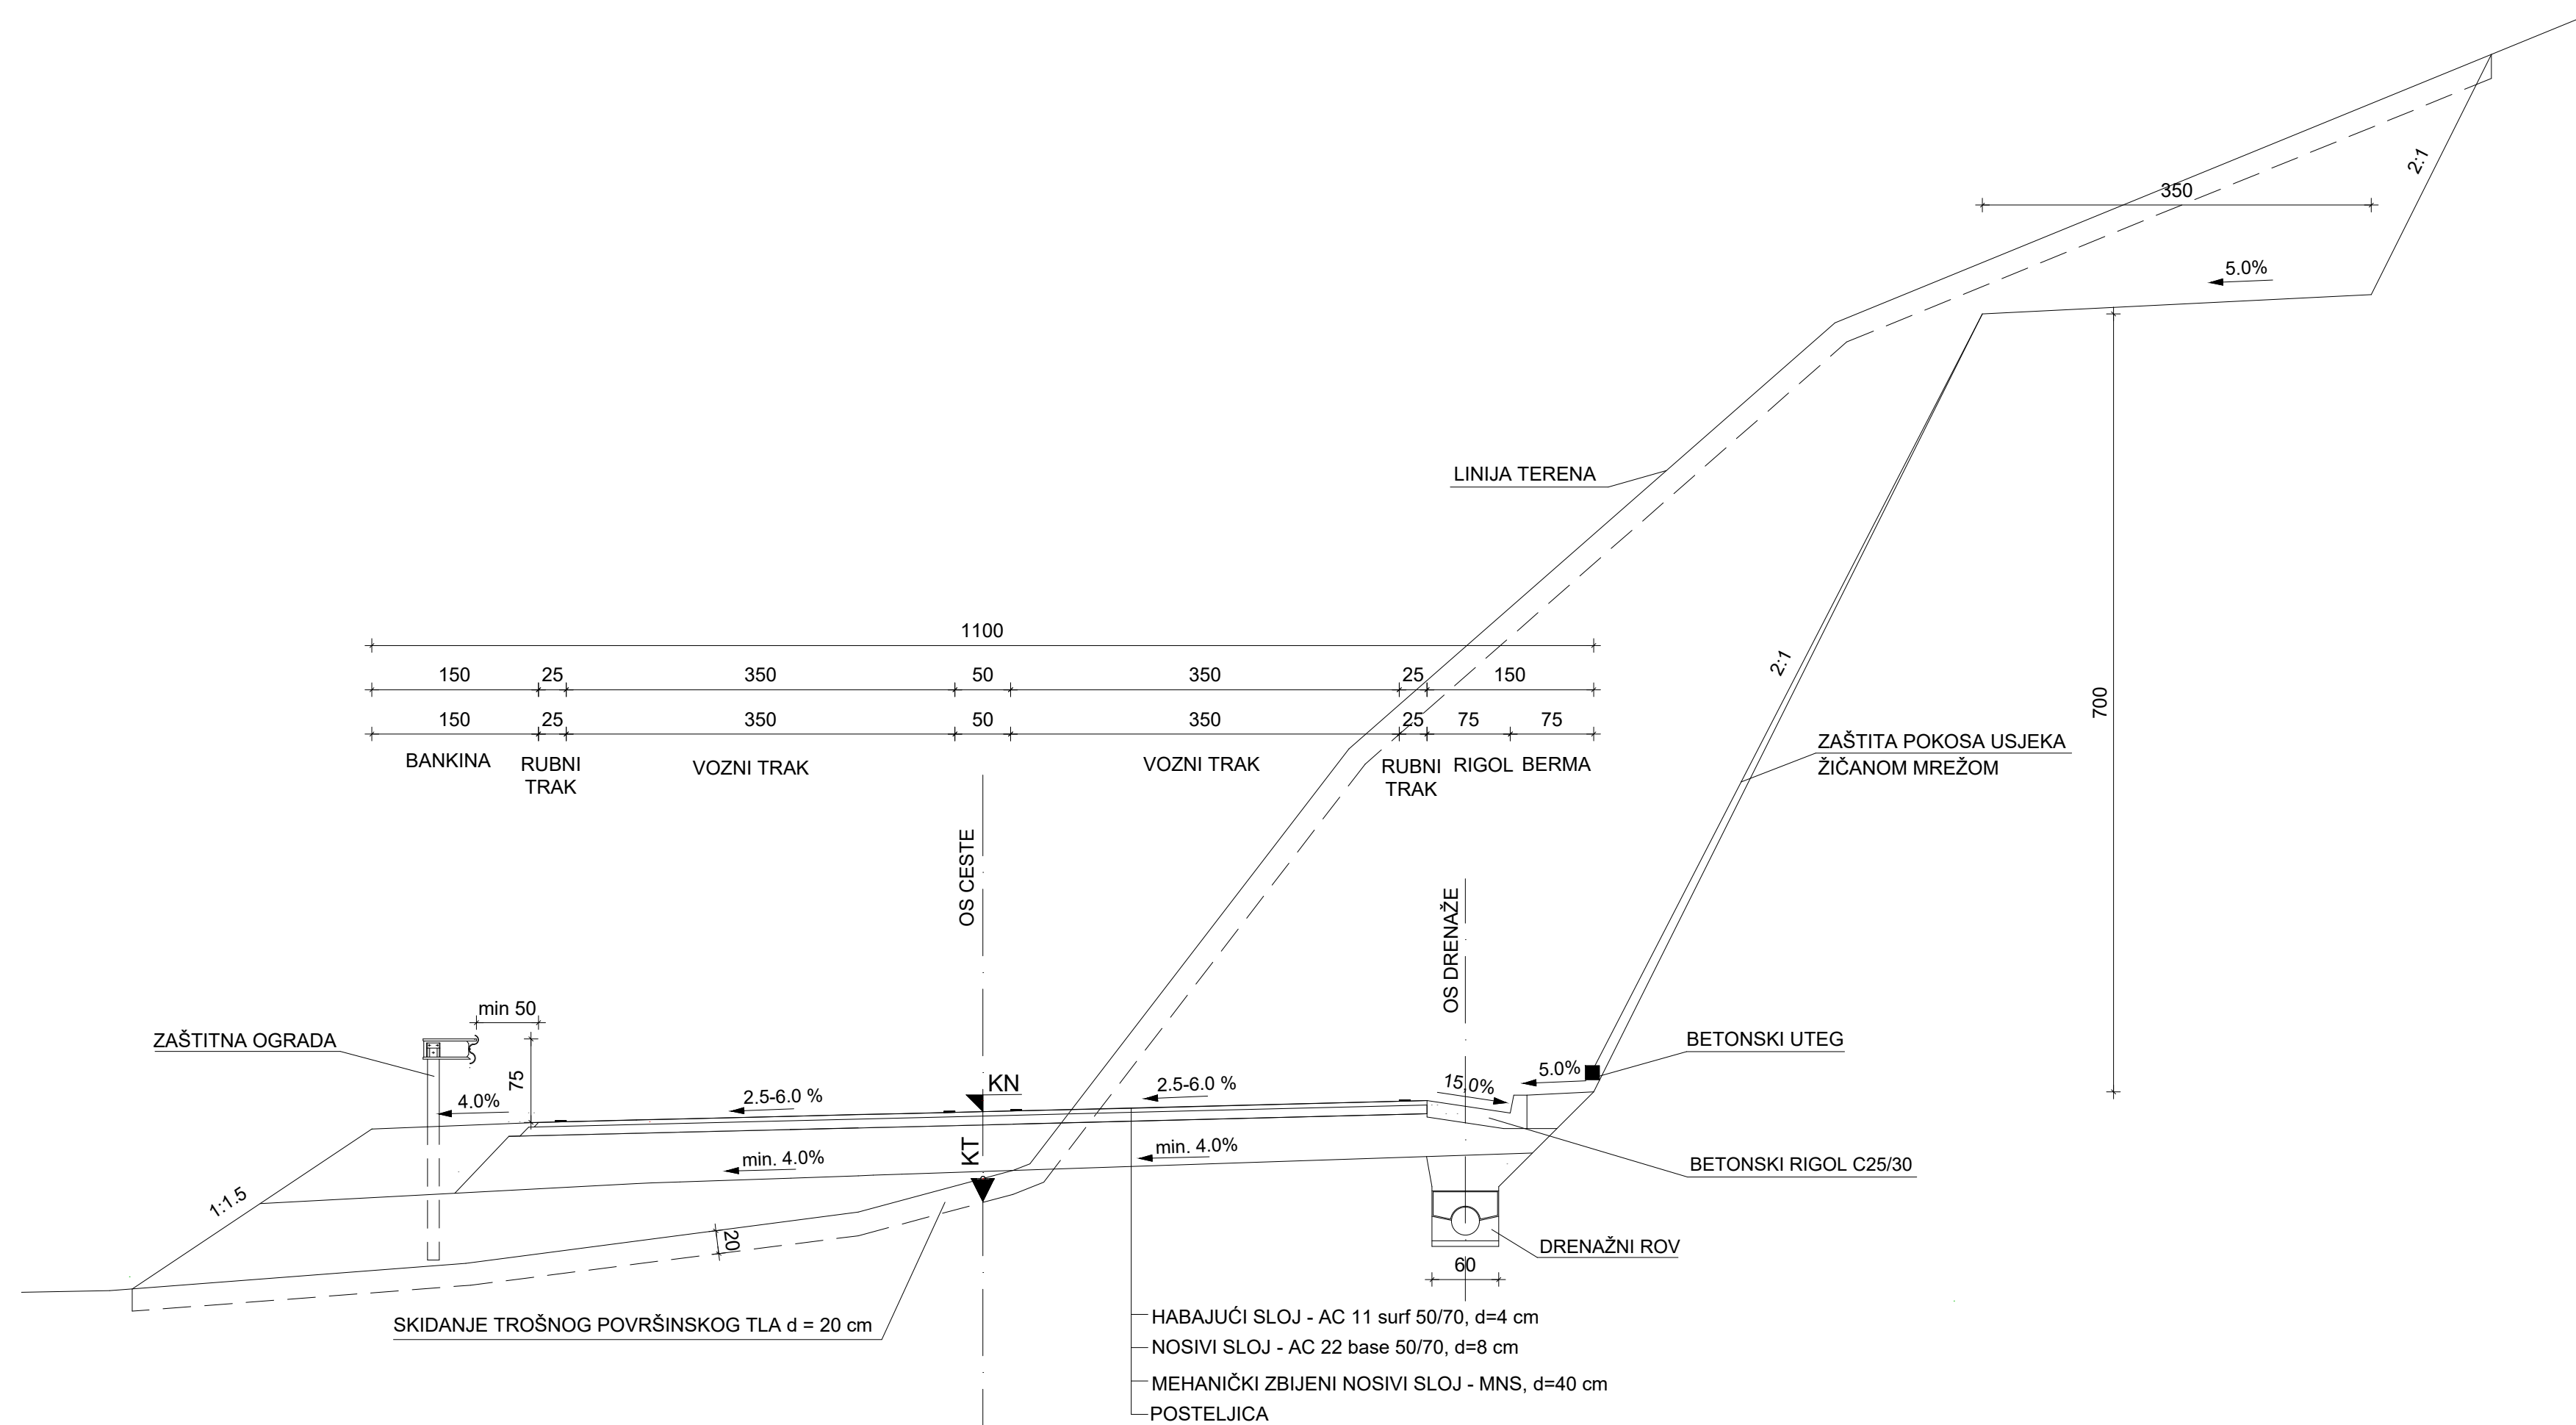 2:1
350
5.0%
LINIJA TERENA
1100
150 25 350 50 350 25 150
150 25 350 50 350 25 75 75
BANKINA
RUBNI
TRAK
VOZNI TRAK
VOZNI TRAK
RUBNI
TRAK
RIGOL
BERMA
2:1
700
ZAŠTITA POKOSA USJEKA
ŽIČANOM MREŽOM
OS CESTE
OS DRENAŽE
min 50
ZAŠTITNA OGRADA
75
4.0%
2.5-6.0 %
KN
2.5-6.0 %
15.0%
5.0%
BETONSKI UTEG
KT
min. 4.0%
min. 4.0%
BETONSKI RIGOL C25/30
1:1.5
20
DRENAŽNI ROV
60
SKIDANJE TROŠNOG POVRŠINSKOG TLA d = 20 cm
HABAJUĆI SLOJ - AC 11 surf 50/70, d=4 cm
NOSIVI SLOJ - AC 22 base 50/70, d=8 cm
MEHANIČKI ZBIJENI NOSIVI SLOJ - MNS, d=40 cm
POSTELJICA